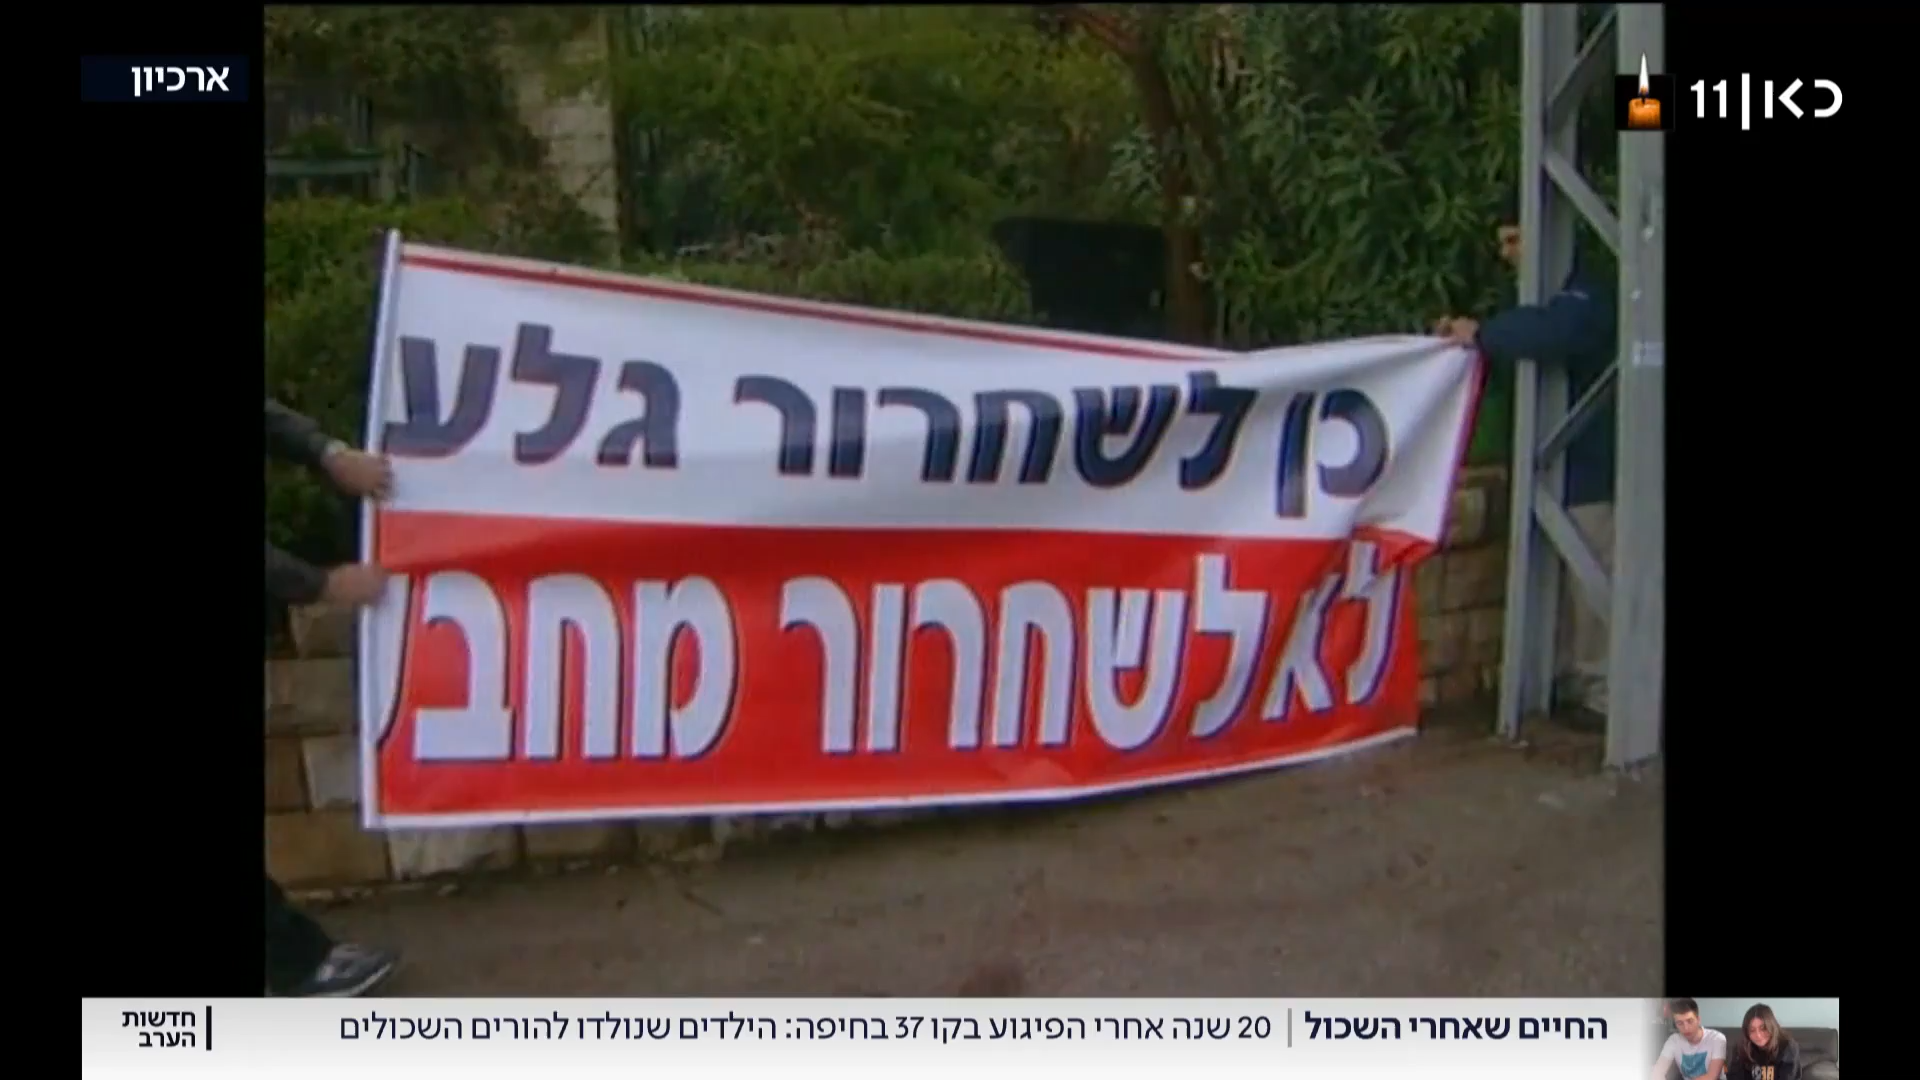 ארכיון
כאן 11
כן לשחרור גלע
לא לשחרור מחב
החיים שאחרי השכול | 20 שנה אחרי הפיגוע בקו 37 בחיפה: הילדים שנולדו להורים השכולים
חדשות
הערב